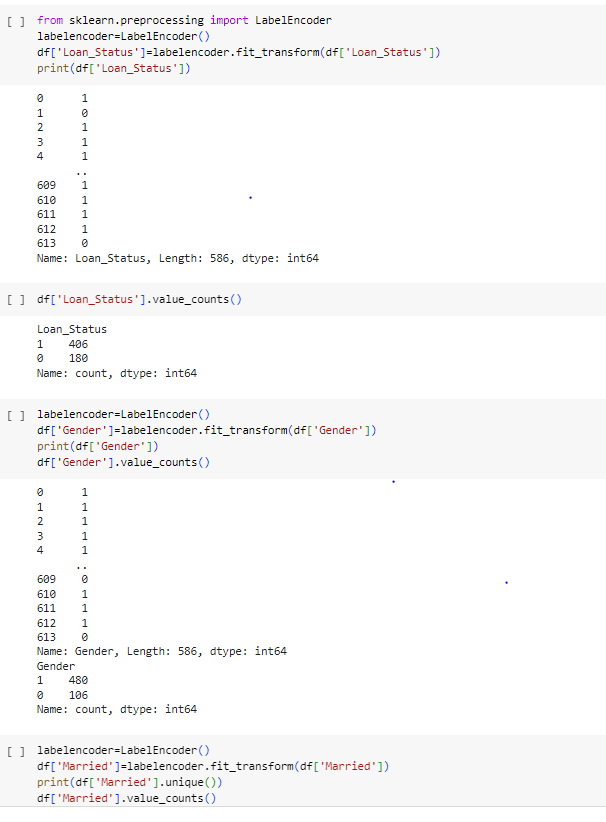 [ ] from sklearn.preprocessing import LabelEncoder
labelencoder=LabelEncoder()
df['Loan_Status']=labelencoder.fit_transform(df['Loan_Status'])
print(df['Loan_Status'])
0 1
1 0
2 1
3 1
4 1
..
609 1
610 1
611 1
612 1
613 0
Name: Loan_Status, Length: 586, dtype: int64
[ ] df['Loan_Status'].value_counts()
Loan_Status
1 406
0 180
Name: count, dtype: int64
[ ] labelencoder=LabelEncoder()
df['Gender']=labelencoder.fit_transform(df['Gender'])
print(df['Gender'])
df['Gender'].value_counts()
0 1
1 1
2 1
3 1
4 1
..
609 0
610 1
611 1
612 1
613 0
Name: Gender, Length: 586, dtype: int64
Gender
1 480
0 106
Name: count, dtype: int64
[ ] labelencoder=LabelEncoder()
df['Married']=labelencoder.fit_transform(df['Married'])
print(df['Married'].unique())
df['Married'].value_counts()